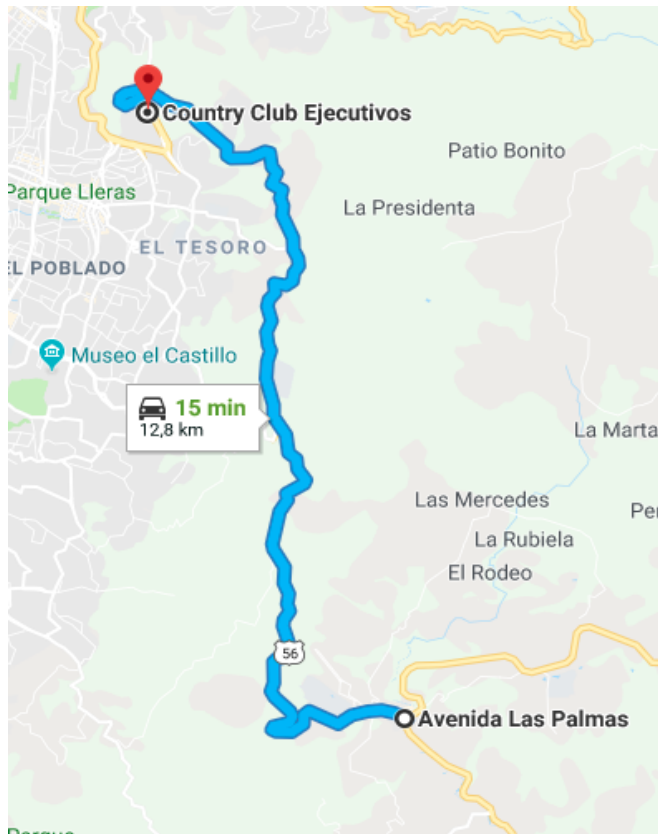 Country Club Ejecutivos
Patio Bonito
Parque Lleras
La Presidenta
EL TESORO
EL POBLADO
Museo el Castillo
15 min
12,8 km
La Marta
Las Mercedes
La Rubiela
El Rodeo
56
Avenida Las Palmas